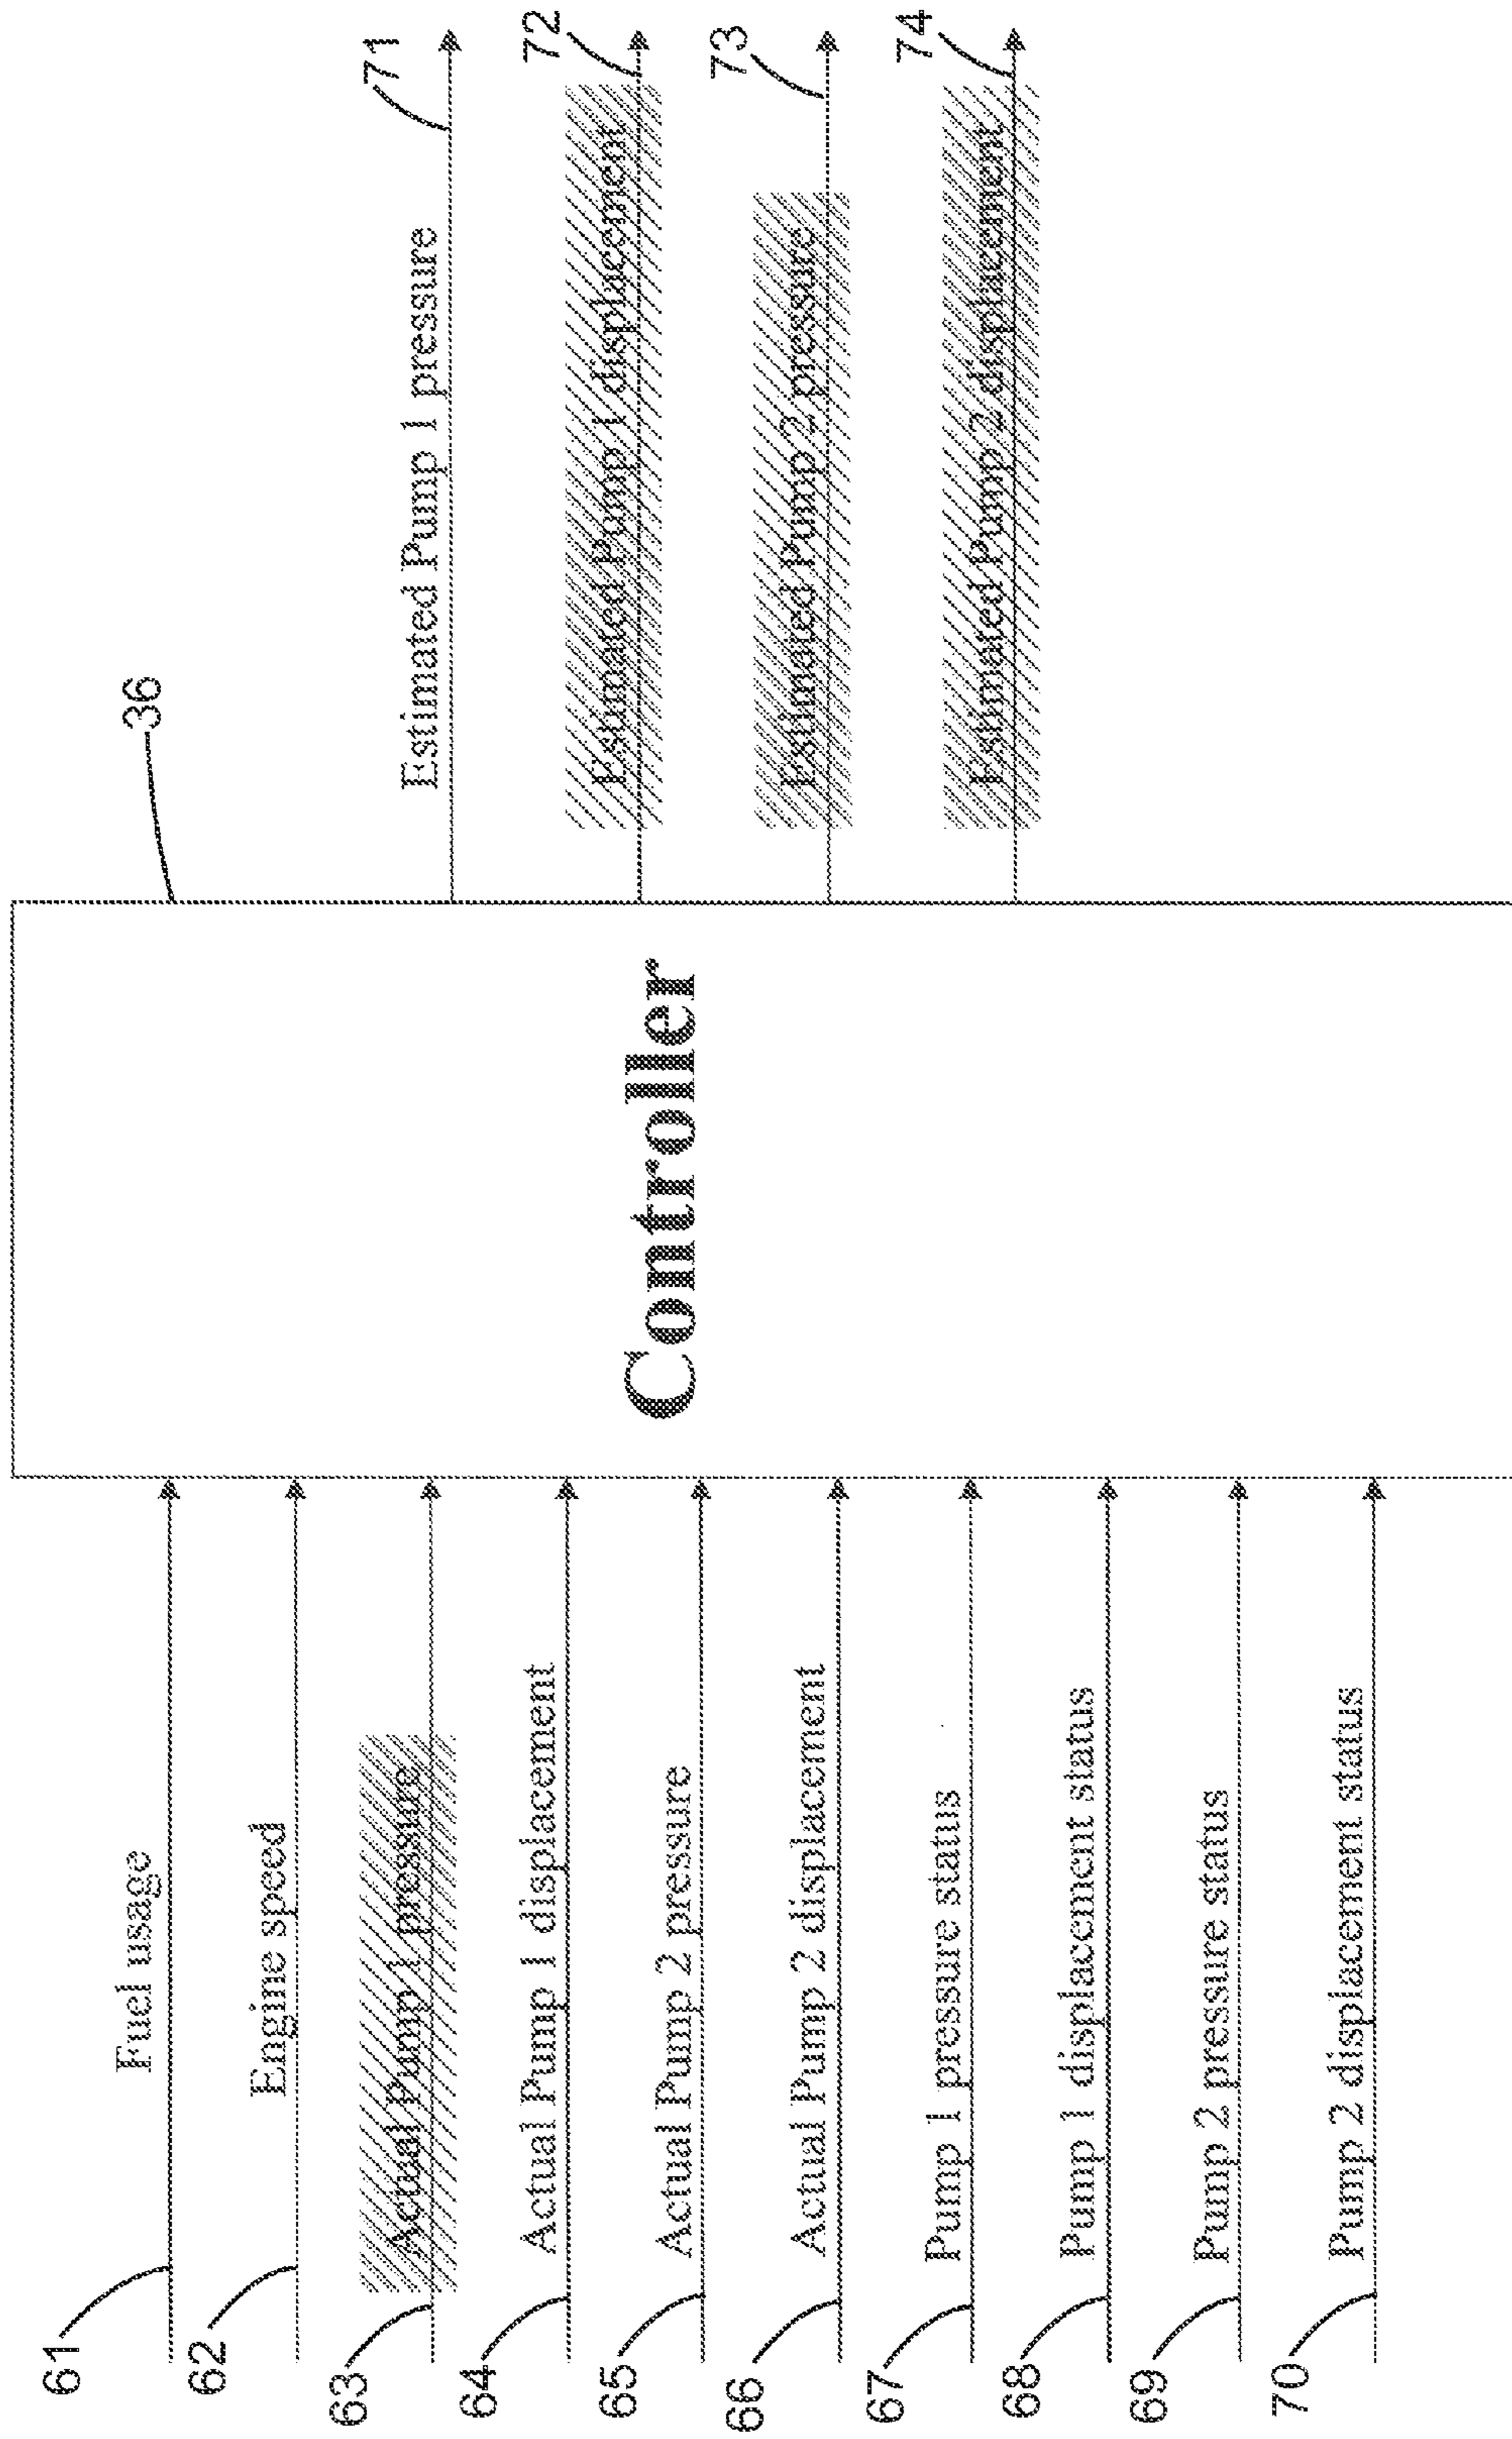 61
Fuel usage
62
Engine speed
63
Actual Pump 1 pressure
64
Actual Pump 1 displacement
65
Actual Pump 2 pressure
66
Actual Pump 2 displacement
67
Pump 1 pressure status
68
Pump 1 displacement status
69
Pump 2 pressure status
70
Pump 2 displacement status
Controller
36
Estimated Pump 1 pressure
71
Estimated Pump 1 displacement
72
Estimated Pump 2 pressure
73
Estimated Pump 2 displacement
74